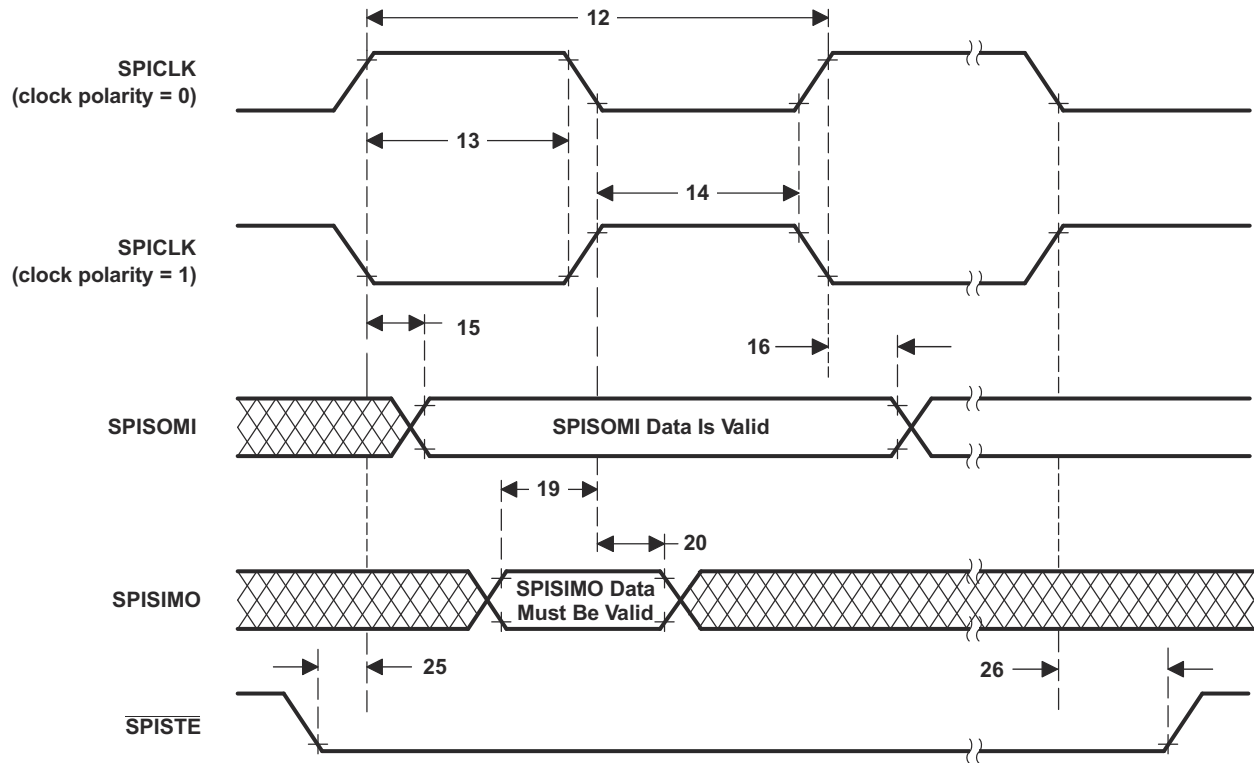 12
SPICLK
(clock polarity = 0)
13
14
SPICLK
(clock polarity = 1)
15
16
SPISOMI
SPISOMI Data Is Valid
19
20
SPISIMO
SPISIMO Data
Must Be Valid
25
26
SPISTE